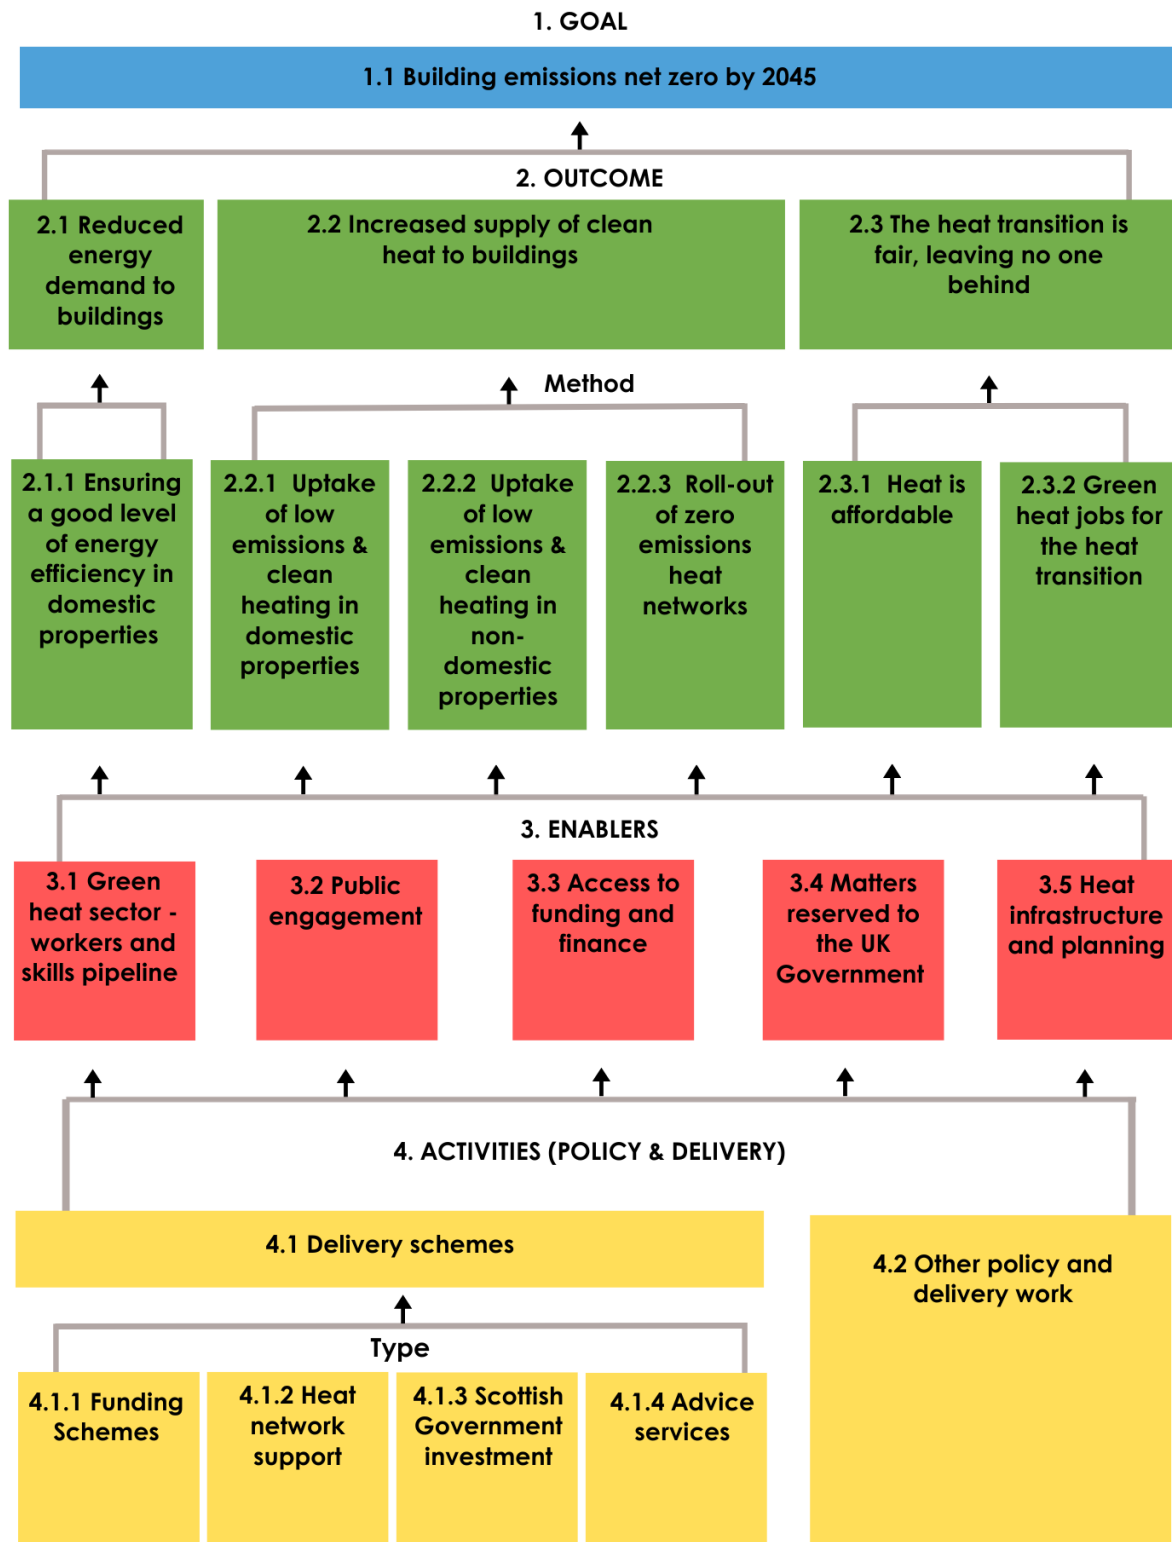 1. GOAL
1.1 Building emissions net zero by 2045
2. OUTCOME
2.1 Reduced
energy
demand to
buildings
2.2 Increased supply of clean
heat to buildings
2.3 The heat transition is
fair, leaving no one
behind
Method
2.1.1 Ensuring
a good level
of energy
efficiency in
domestic
properties
2.2.1 Uptake
of low
emissions &
clean
heating in
domestic
properties
2.2.2 Uptake
of low
emissions &
clean
heating in
non-
domestic
properties
2.2.3 Roll-out
of zero
emissions
heat
networks
2.3.1 Heat is
affordable
2.3.2 Green
heat jobs for
the heat
transition
3. ENABLERS
3.1 Green
heat sector -
workers and
skills pipeline
3.2 Public
engagement
3.3 Access to
funding and
finance
3.4 Matters
reserved to
the UK
Government
3.5 Heat
infrastructure
and planning
4. ACTIVITIES (POLICY & DELIVERY)
4.1 Delivery schemes
4.2 Other policy and
delivery work
Type
4.1.1 Funding
Schemes
4.1.2 Heat
network
support
4.1.3 Scottish
Government
investment
4.1.4 Advice
services